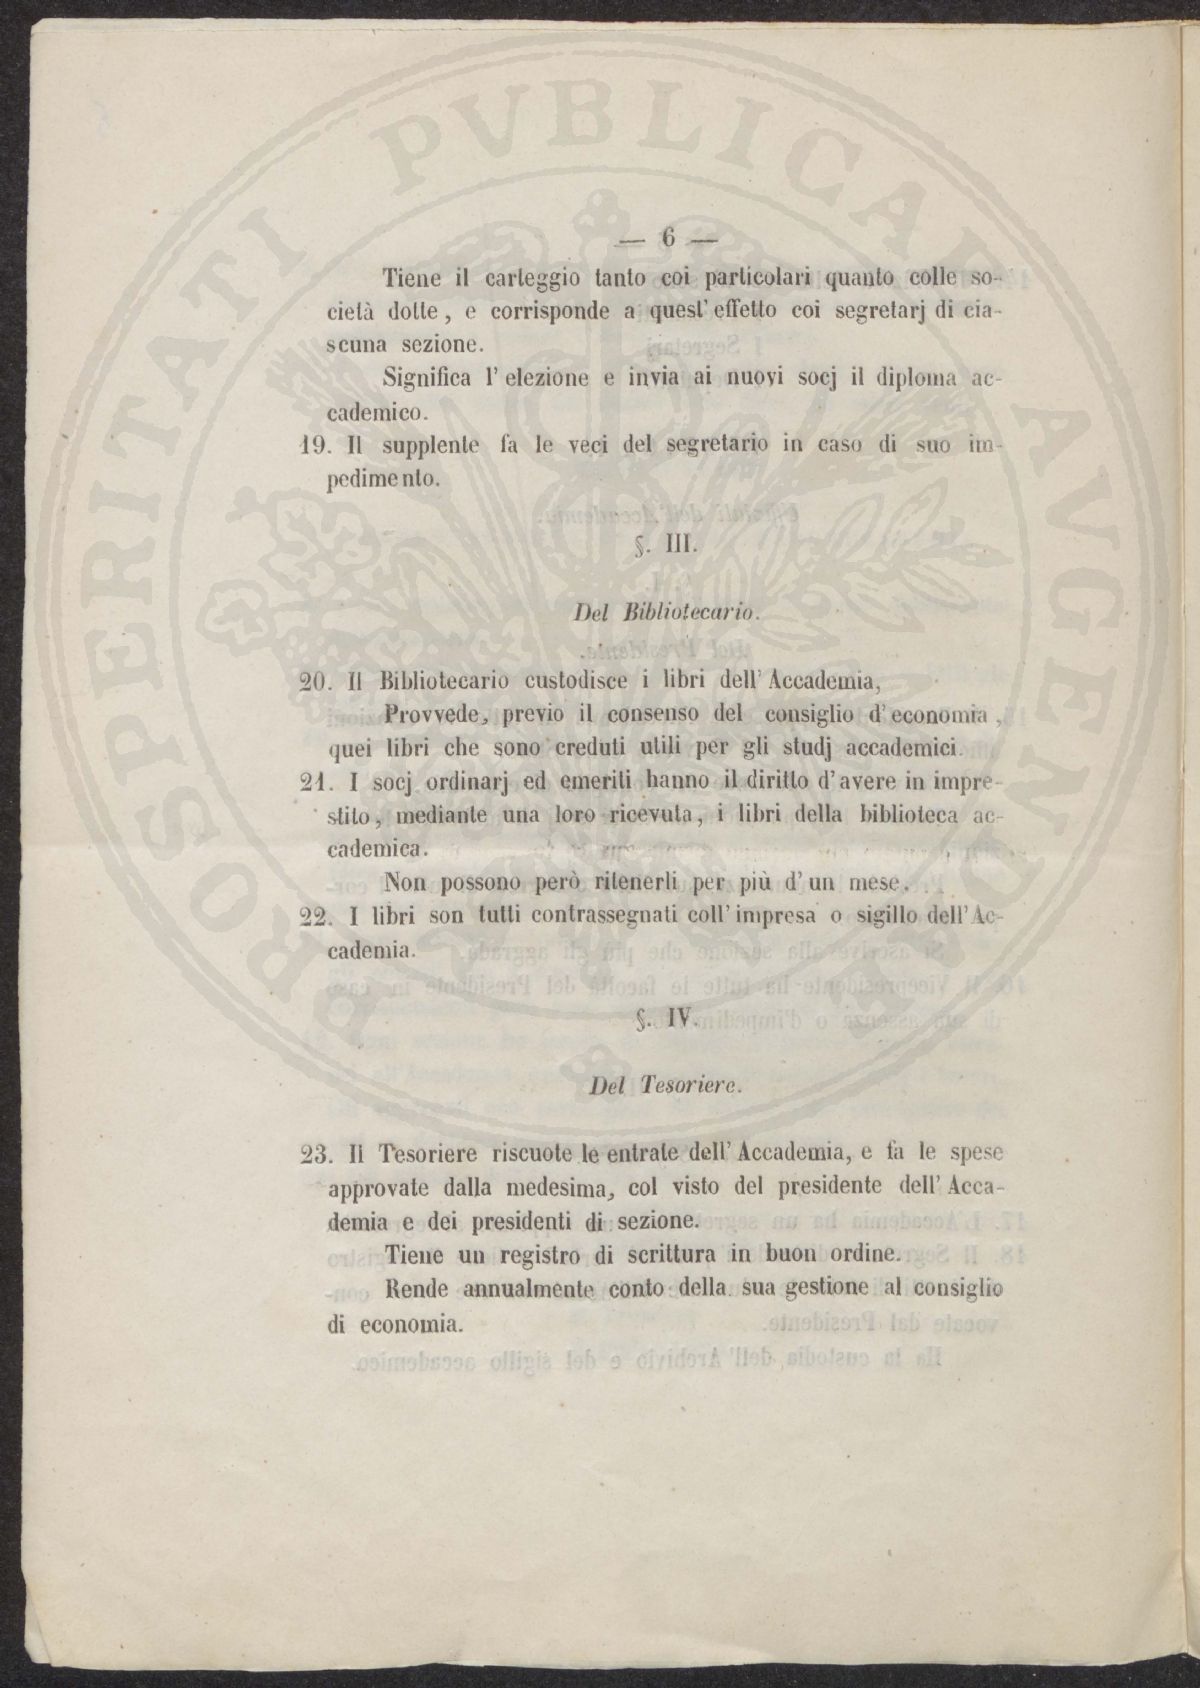 — 6 —
Tiene il carteggio tanto coi particolari quanto colle so-
cietà dotte, e corrisponde a quest' effetto coi segretarj di cia-
scuna sezione.
Significa l' elezione e invia ai nuovi socj il diploma ac-
cademico.
19. Il supplente fa le veci del segretario in caso di suo im-
pedimento.
§. III.
Del Bibliotecario.
20. Il Bibliotecario custodisce i libri dell' Accademia,
Provvede, previo il consenso del consiglio d' economia,
quei libri che sono creduti utili per gli studj accademici.
21. I socj ordinarj ed emeriti hanno il diritto d' avere in impre-
stito, mediante una loro ricevuta, i libri della biblioteca ac-
cademica.
Non possono però ritenerli per più d' un mese.
22. I libri son tutti contrassegnati coll' impresa o sigillo dell' Ac-
cademia.
§. IV.
Del Tesoriere.
23. Il Tesoriere riscuote le entrate dell' Accademia, e fa le spese
approvate dalla medesima, col visto del presidente dell' Acca-
demia e dei presidenti di sezione.
Tiene un registro di scrittura in buon ordine.
Rende annualmente conto della sua gestione al consiglio
di economia.
PROSPERITATI PVBLICAE AVGENDAE